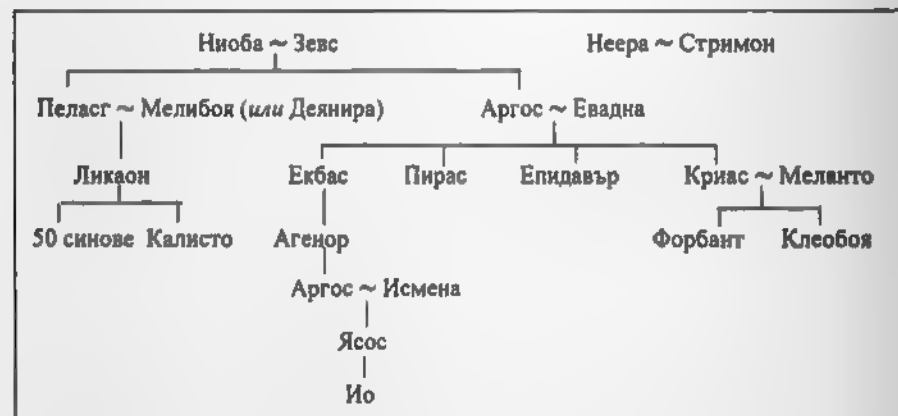 Ниоба ~ Зевс Неера ~ Стримон
Пеласг ~ Мелибоя (или Деянира) Аргос ~ Евадна
Ликаон Екбас Пирас Епидавър Криас ~ Меланто
50 синове Калисто Агенор Форбант Клеобоя
Аргос ~ Исмена
Ясос
Ио